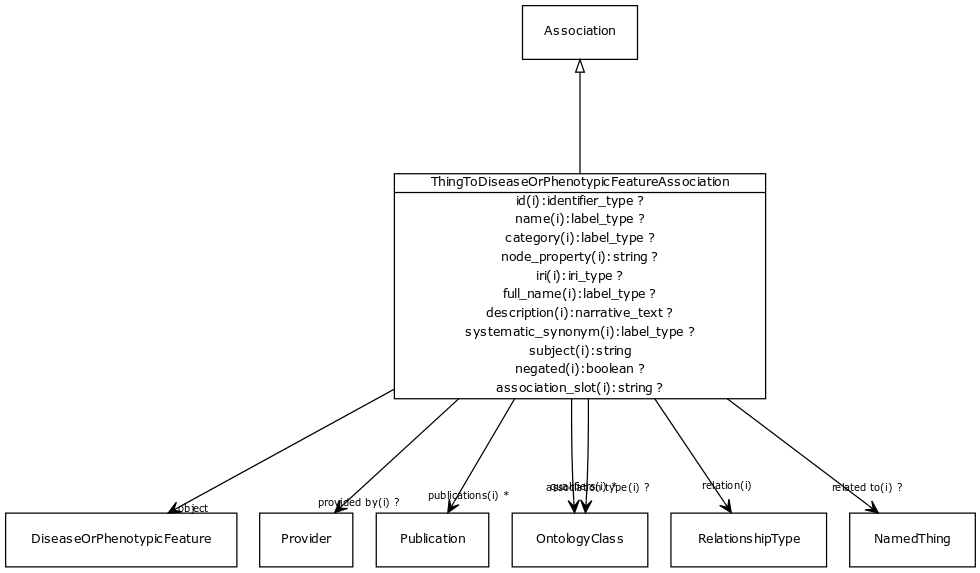 Association
ThingToDiseaseOrPhenotypicFeatureAssociation
id(i):identifier_type ?
name(i):label_type ?
category(i):label_type ?
node_property(i):string ?
iri(i):iri_type ?
full_name(i):label_type ?
description(i):narrative_text ?
systematic_synonym(i):label_type ?
subject(i):string
negated(i):boolean ?
association_slot(i):string ?
object
provided by(i) ?
publications(i) *
type(i) ?
relation(i)
related to(i) ?
DiseaseOrPhenotypicFeature
Provider
Publication
OntologyClass
RelationshipType
NamedThing